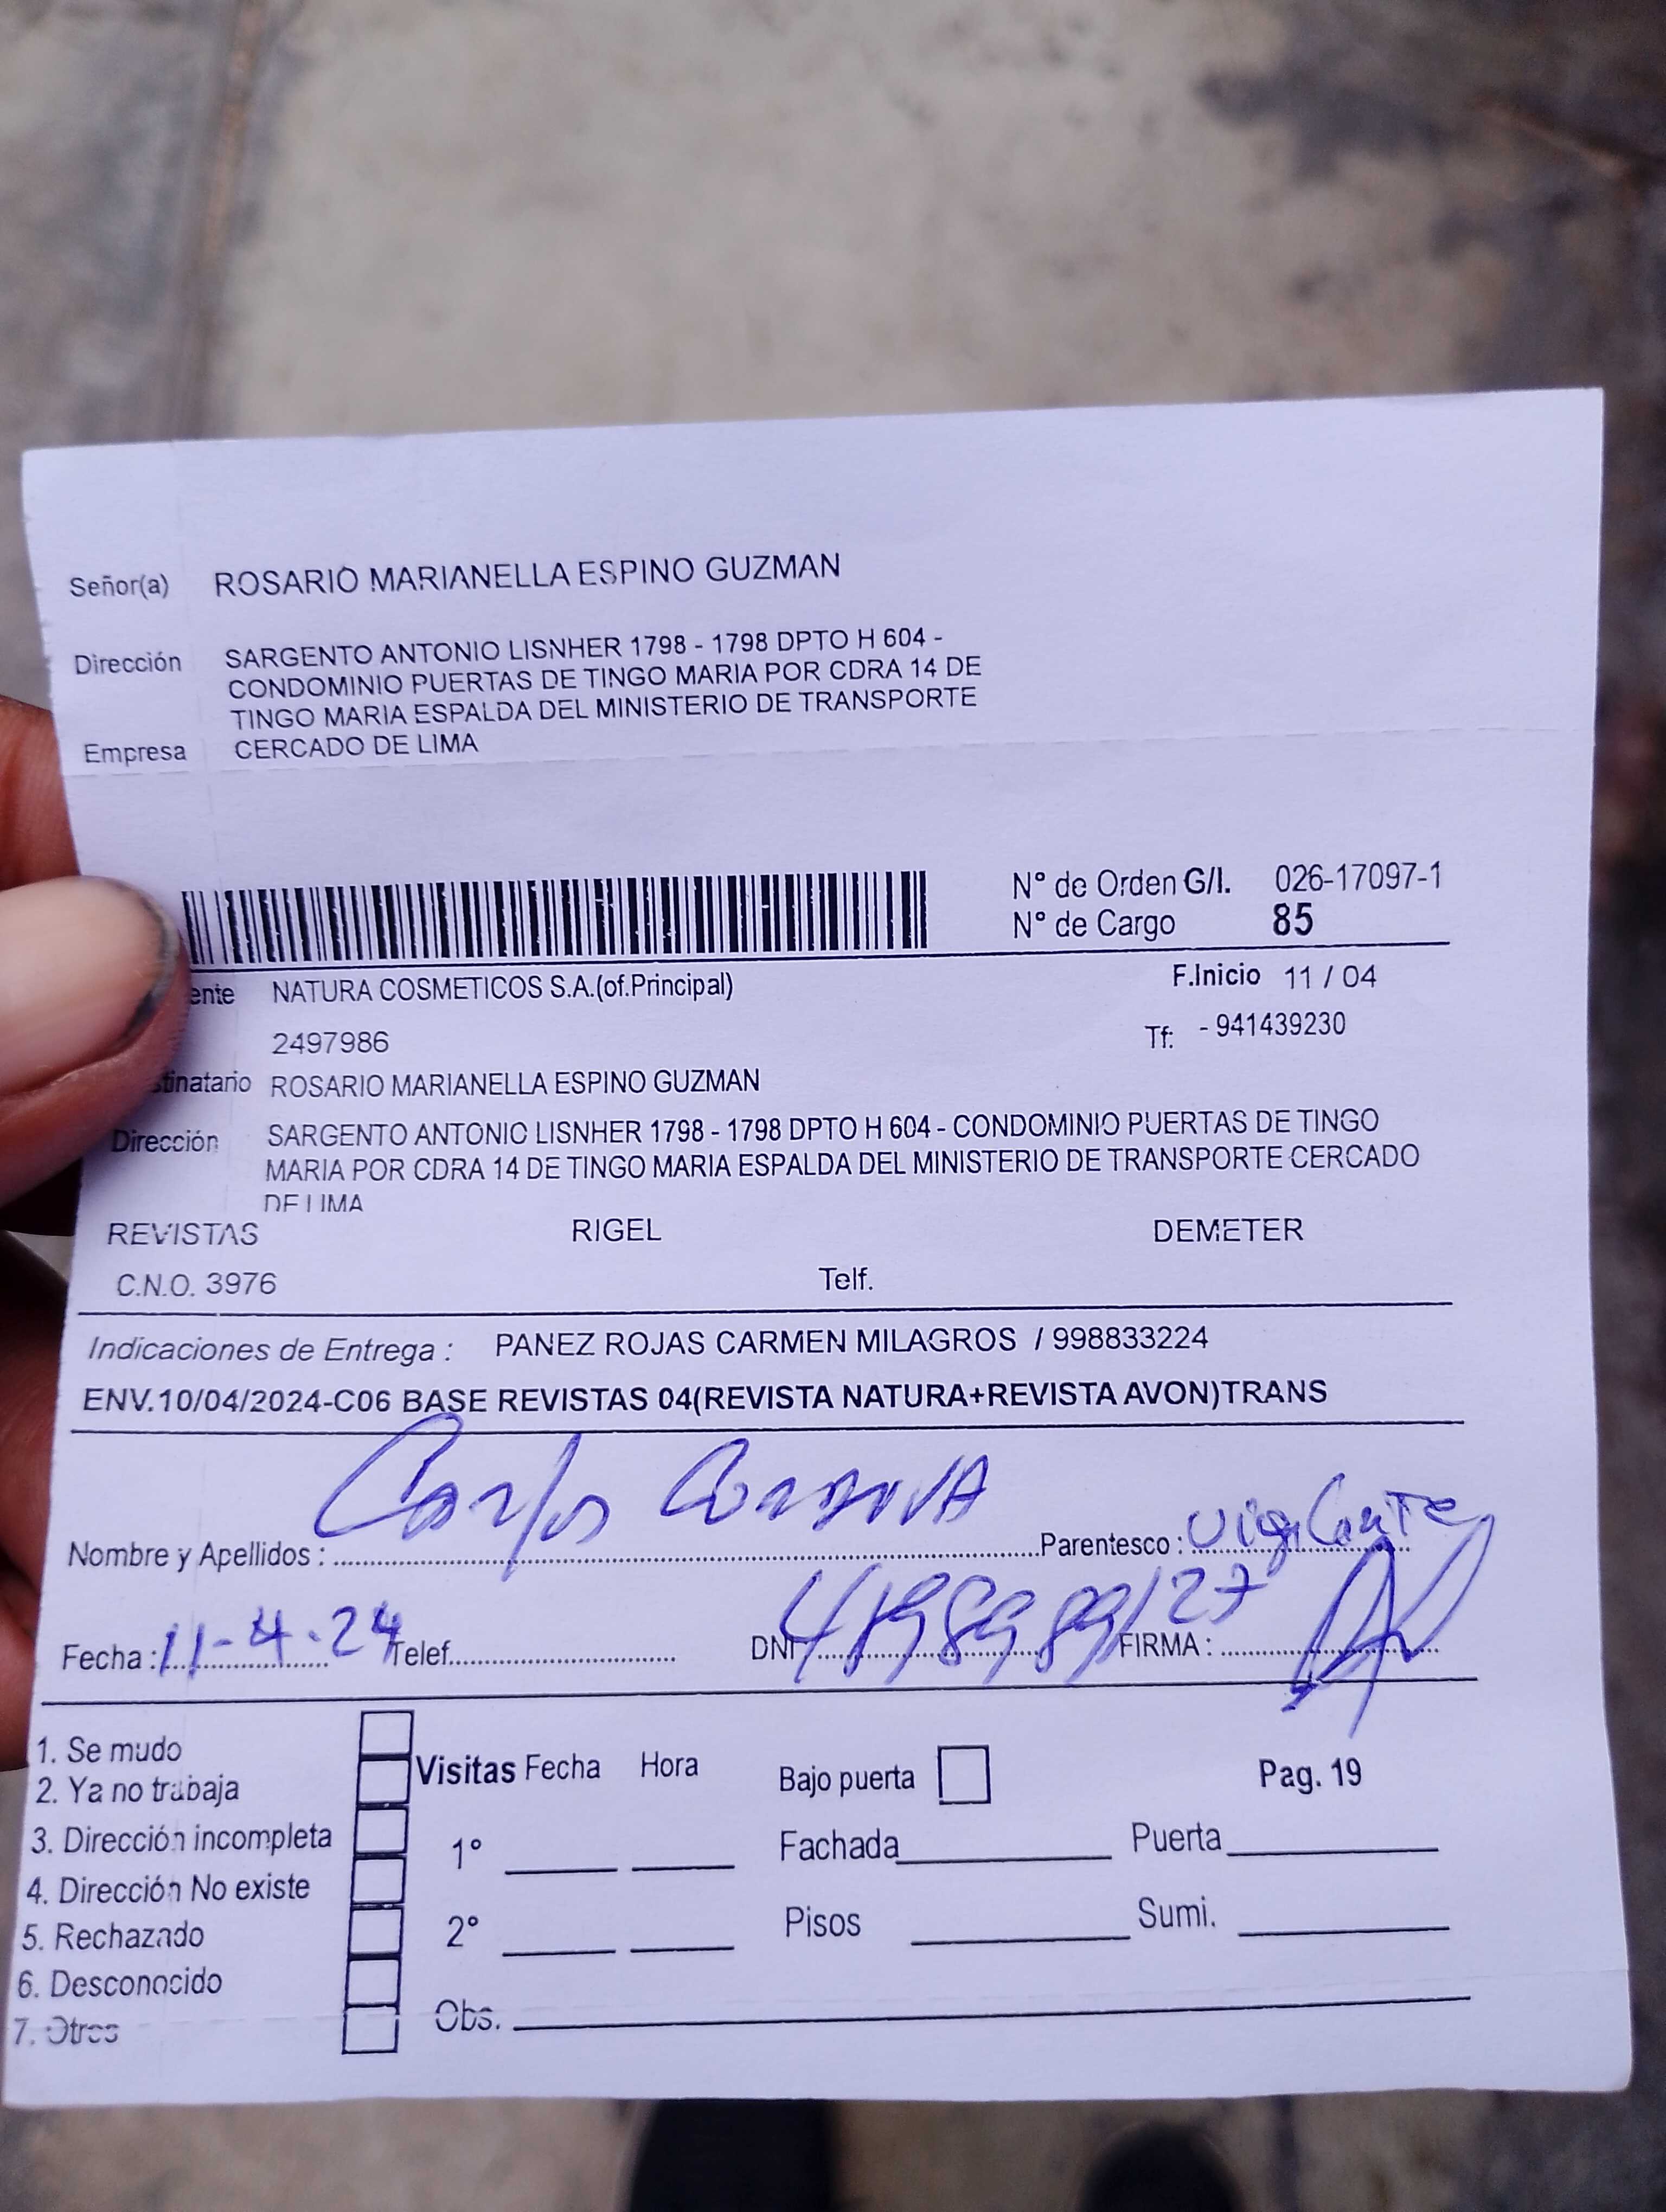 Señor(a) ROSARIO MARIANELLA ESPINO GUZMAN
Dirección SARGENTO ANTONIO LISNHER 1798 - 1798 DPTO H 604 -
CONDOMINIO PUERTAS DE TINGO MARIA POR CDRA 14 DE
TINGO MARIA ESPALDA DEL MINISTERIO DE TRANSPORTE
Empresa CERCADO DE LIMA
N° de Orden G/I. 026-17097-1
N° de Cargo 85
ente NATURA COSMETICOS S.A.(of.Principal) F.Inicio 11 / 04
2497986 Tf: - 941439230
tinatario ROSARIO MARIANELLA ESPINO GUZMAN
Dirección SARGENTO ANTONIO LISNHER 1798 - 1798 DPTO H 604 - CONDOMINIO PUERTAS DE TINGO
MARIA POR CDRA 14 DE TINGO MARIA ESPALDA DEL MINISTERIO DE TRANSPORTE CERCADO
DE LIMA
REVISTAS RIGEL DEMETER
C.N.O. 3976 Telf.
Indicaciones de Entrega : PANEZ ROJAS CARMEN MILAGROS / 998833224
ENV.10/04/2024-C06 BASE REVISTAS 04(REVISTA NATURA+REVISTA AVON)TRANS
Nombre y Apellidos : Carlos Parentesco : vigilante
Fecha : 11-4-24 Telef. DNI FIRMA :
1. Se mudo
2. Ya no trabaja
3. Dirección incompleta
4. Dirección No existe
5. Rechazado
6. Desconocido
7. Otros
Visitas Fecha Hora Bajo puerta Pag. 19
1° Fachada Puerta
2° Pisos Sumi.
Obs.